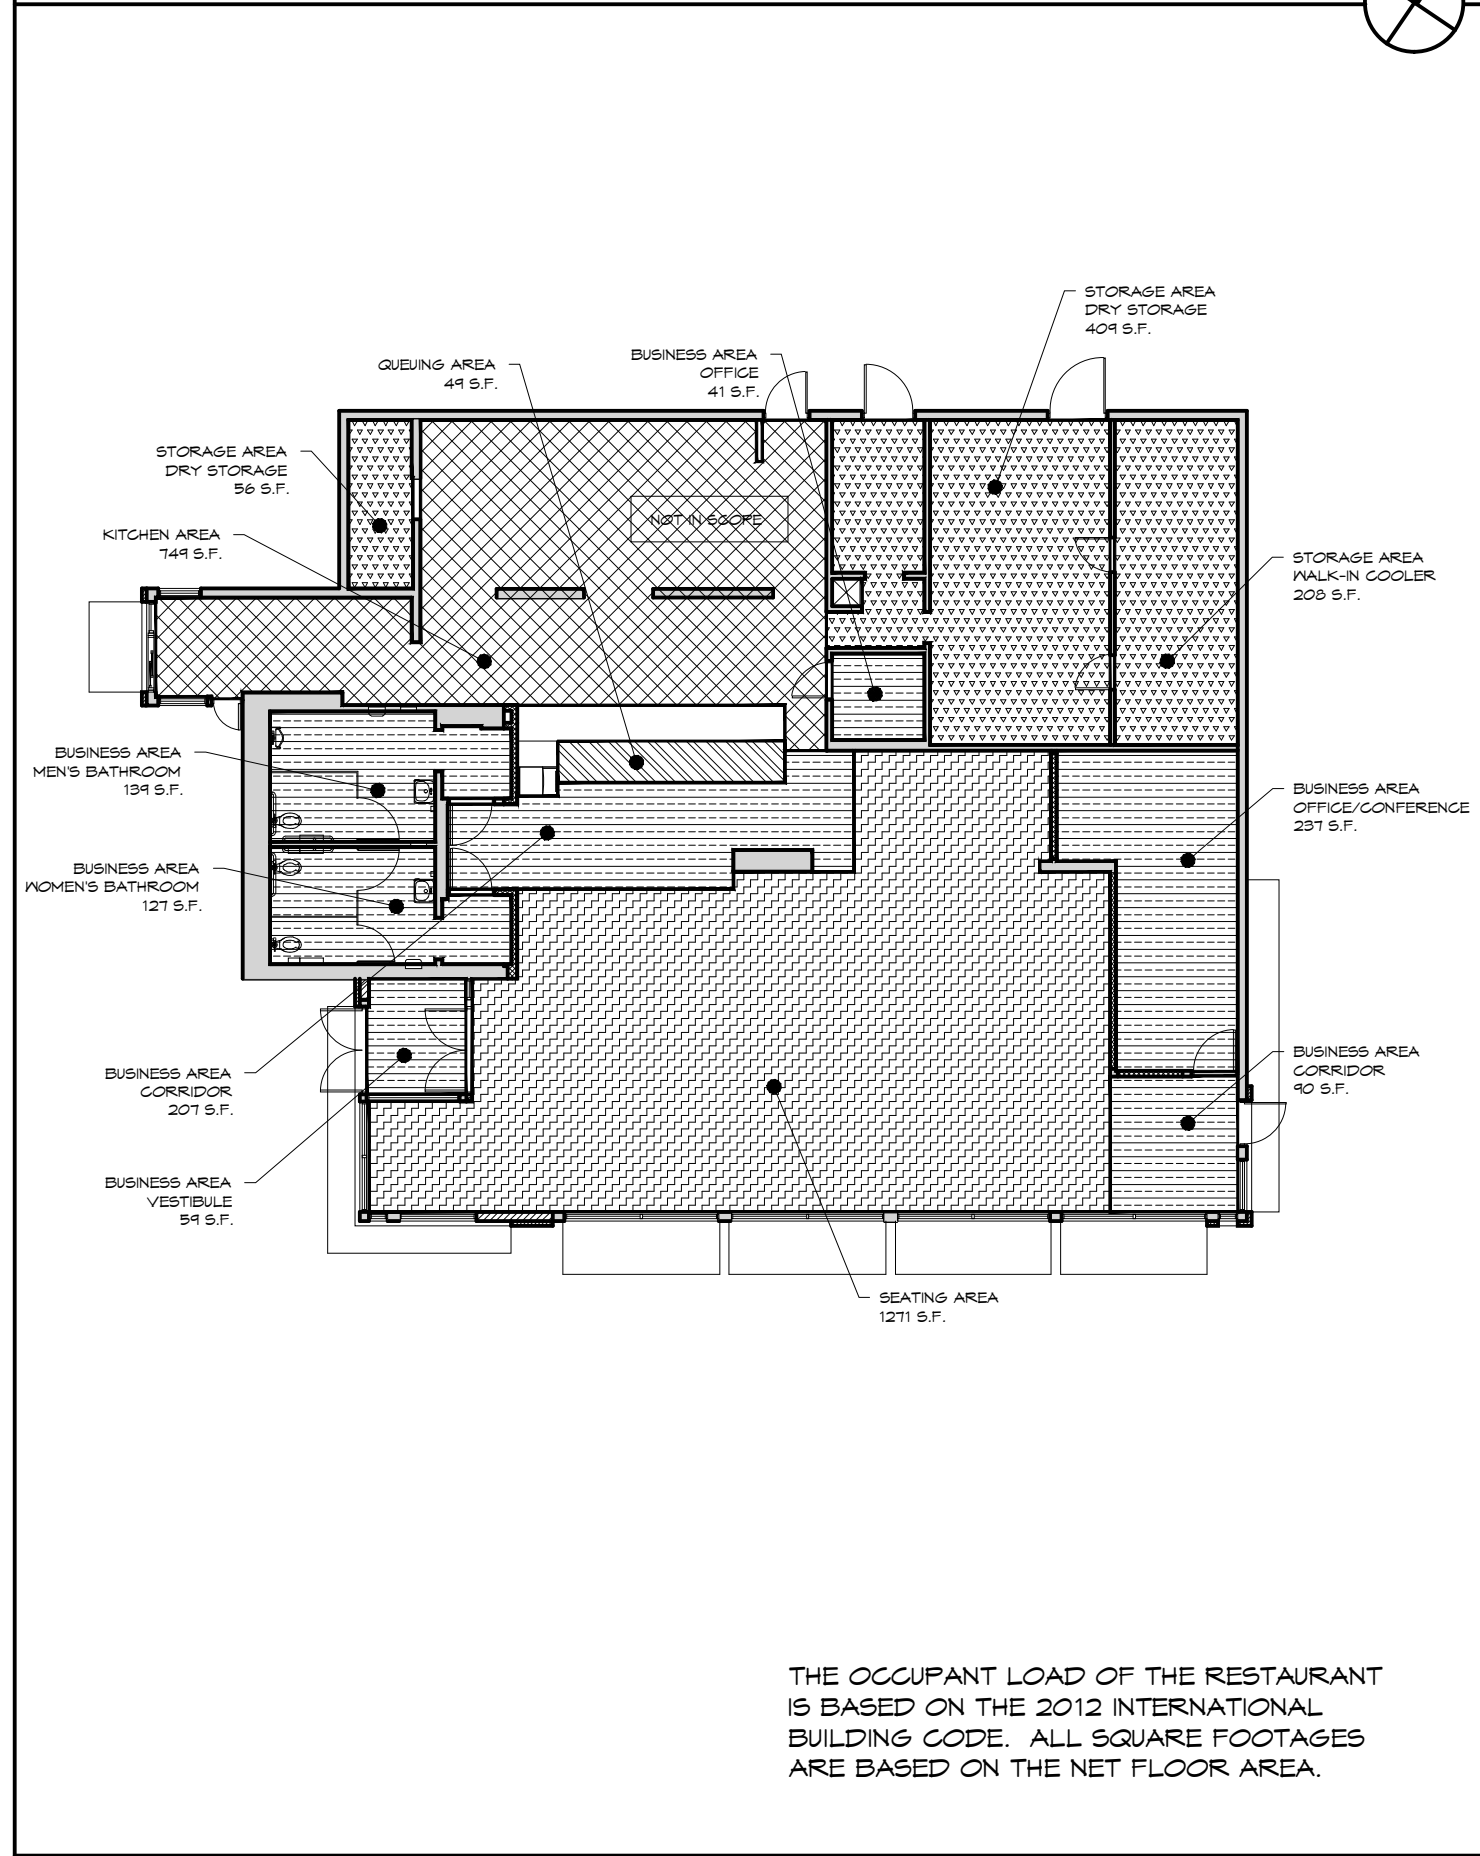 STORAGE AREA
DRY STORAGE
409 S.F.
QUEUING AREA
49 S.F.
BUSINESS AREA
OFFICE
41 S.F.
STORAGE AREA
DRY STORAGE
56 S.F.
KITCHEN AREA
749 S.F.
NOT IN SCOPE
STORAGE AREA
WALK-IN COOLER
208 S.F.
BUSINESS AREA
MEN'S BATHROOM
139 S.F.
BUSINESS AREA
OFFICE/CONFERENCE
237 S.F.
BUSINESS AREA
WOMEN'S BATHROOM
127 S.F.
BUSINESS AREA
CORRIDOR
207 S.F.
BUSINESS AREA
CORRIDOR
90 S.F.
BUSINESS AREA
VESTIBULE
59 S.F.
SEATING AREA
1271 S.F.
THE OCCUPANT LOAD OF THE RESTAURANT
IS BASED ON THE 2012 INTERNATIONAL
BUILDING CODE. ALL SQUARE FOOTAGES
ARE BASED ON THE NET FLOOR AREA.